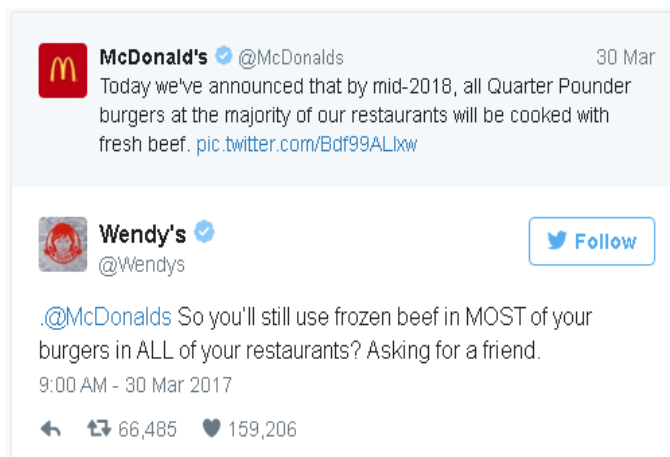 McDonald's @McDonalds 30 Mar
Today we've announced that by mid-2018, all Quarter Pounder
burgers at the majority of our restaurants will be cooked with
fresh beef. pic.twitter.com/Bdf99ALlxw
Wendy's
@Wendys
Follow
.@McDonalds So you'll still use frozen beef in MOST of your
burgers in ALL of your restaurants? Asking for a friend.
9:00 AM - 30 Mar 2017
66,485 159,206